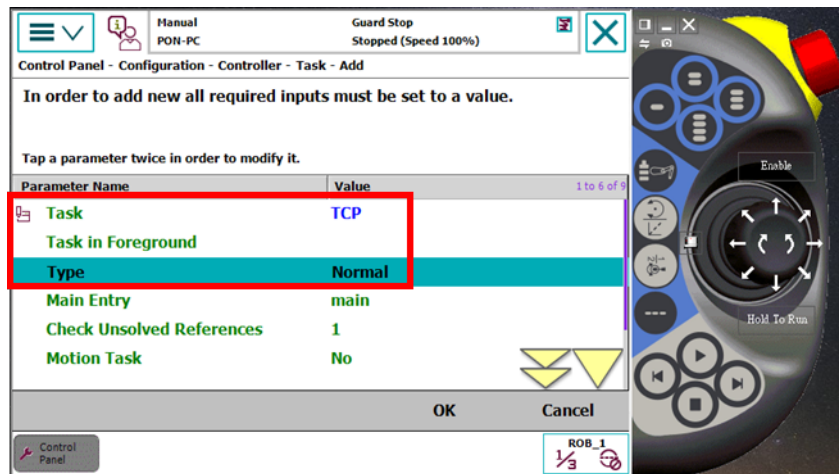 Manual
PON-PC
Guard Stop
Stopped (Speed 100%)
Control Panel - Configuration - Controller - Task - Add
In order to add new all required inputs must be set to a value.
Tap a parameter twice in order to modify it.
Parameter Name Value 1 to 6 of 9
Task TCP
Task in Foreground
Type Normal
Main Entry main
Check Unsolved References 1
Motion Task No
OK Cancel
Control
Panel
ROB_1
1/3
Enable
Hold To Run